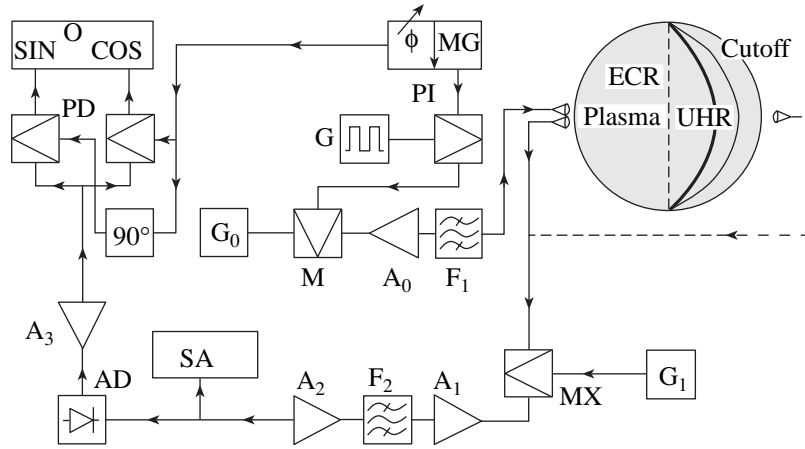 SIN O COS
ϕ MG
Cutoff
ECR
PI
PD
Plasma UHR
G
90°
G0
M
A0
F1
A3
SA
AD
A2
F2
A1
MX
G1